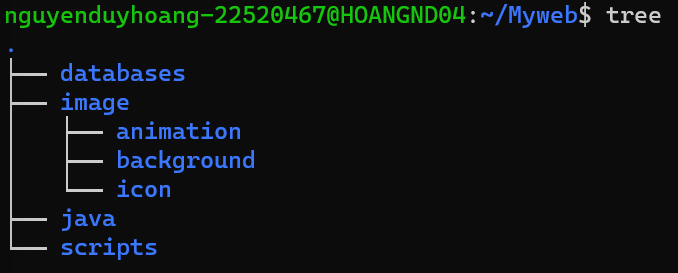 nguyenduyhoang-22520467@HOANGND04:~/Myweb$ tree
.
├── databases
├── image
│   ├── animation
│   ├── background
│   └── icon
├── java
└── scripts